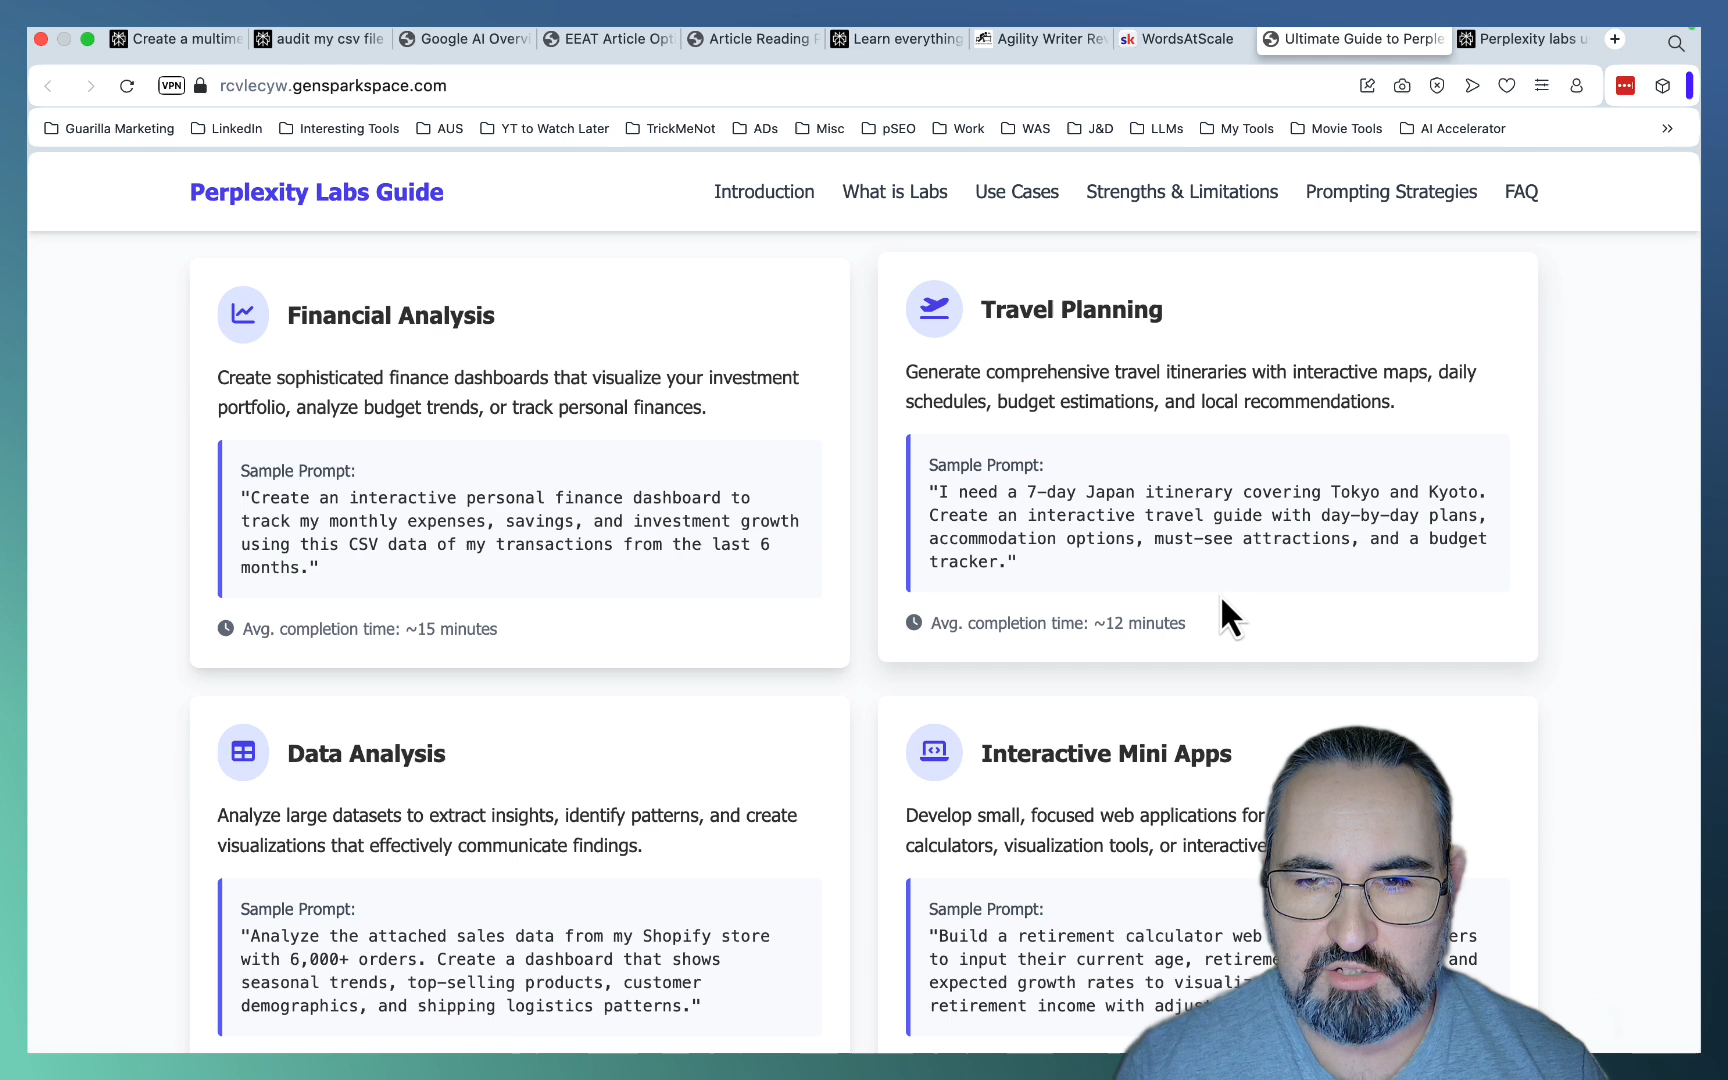 Create a multime
audit my csv file
Google AI Overvi
EEAT Article Opti
Article Reading P
Learn everything
Agility Writer Rev
sk WordsAtScale
Ultimate Guide to Perple
Perplexity labs u
VPN
rcvlecyw.gensparkspace.com
Guarilla Marketing
LinkedIn
Interesting Tools
AUS
YT to Watch Later
TrickMeNot
ADs
Misc
pSEO
Work
WAS
J&D
LLMs
My Tools
Movie Tools
AI Accelerator
Perplexity Labs Guide
Introduction
What is Labs
Use Cases
Strengths & Limitations
Prompting Strategies
FAQ
Financial Analysis
Create sophisticated finance dashboards that visualize your investment
portfolio, analyze budget trends, or track personal finances.
Sample Prompt:
"Create an interactive personal finance dashboard to
track my monthly expenses, savings, and investment growth
using this CSV data of my transactions from the last 6
months."
Avg. completion time: ~15 minutes
Travel Planning
Generate comprehensive travel itineraries with interactive maps, daily
schedules, budget estimations, and local recommendations.
Sample Prompt:
"I need a 7-day Japan itinerary covering Tokyo and Kyoto.
Create an interactive travel guide with day-by-day plans,
accommodation options, must-see attractions, and a budget
tracker."
Avg. completion time: ~12 minutes
Data Analysis
Analyze large datasets to extract insights, identify patterns, and create
visualizations that effectively communicate findings.
Sample Prompt:
"Analyze the attached sales data from my Shopify store
with 6,000+ orders. Create a dashboard that shows
seasonal trends, top-selling products, customer
demographics, and shipping logistics patterns."
Interactive Mini Apps
Develop small, focused web applications for
calculators, visualization tools, or interactive
Sample Prompt:
"Build a retirement calculator web ers
to input their current age, retireme and
expected growth rates to visualiz
retirement income with adjus